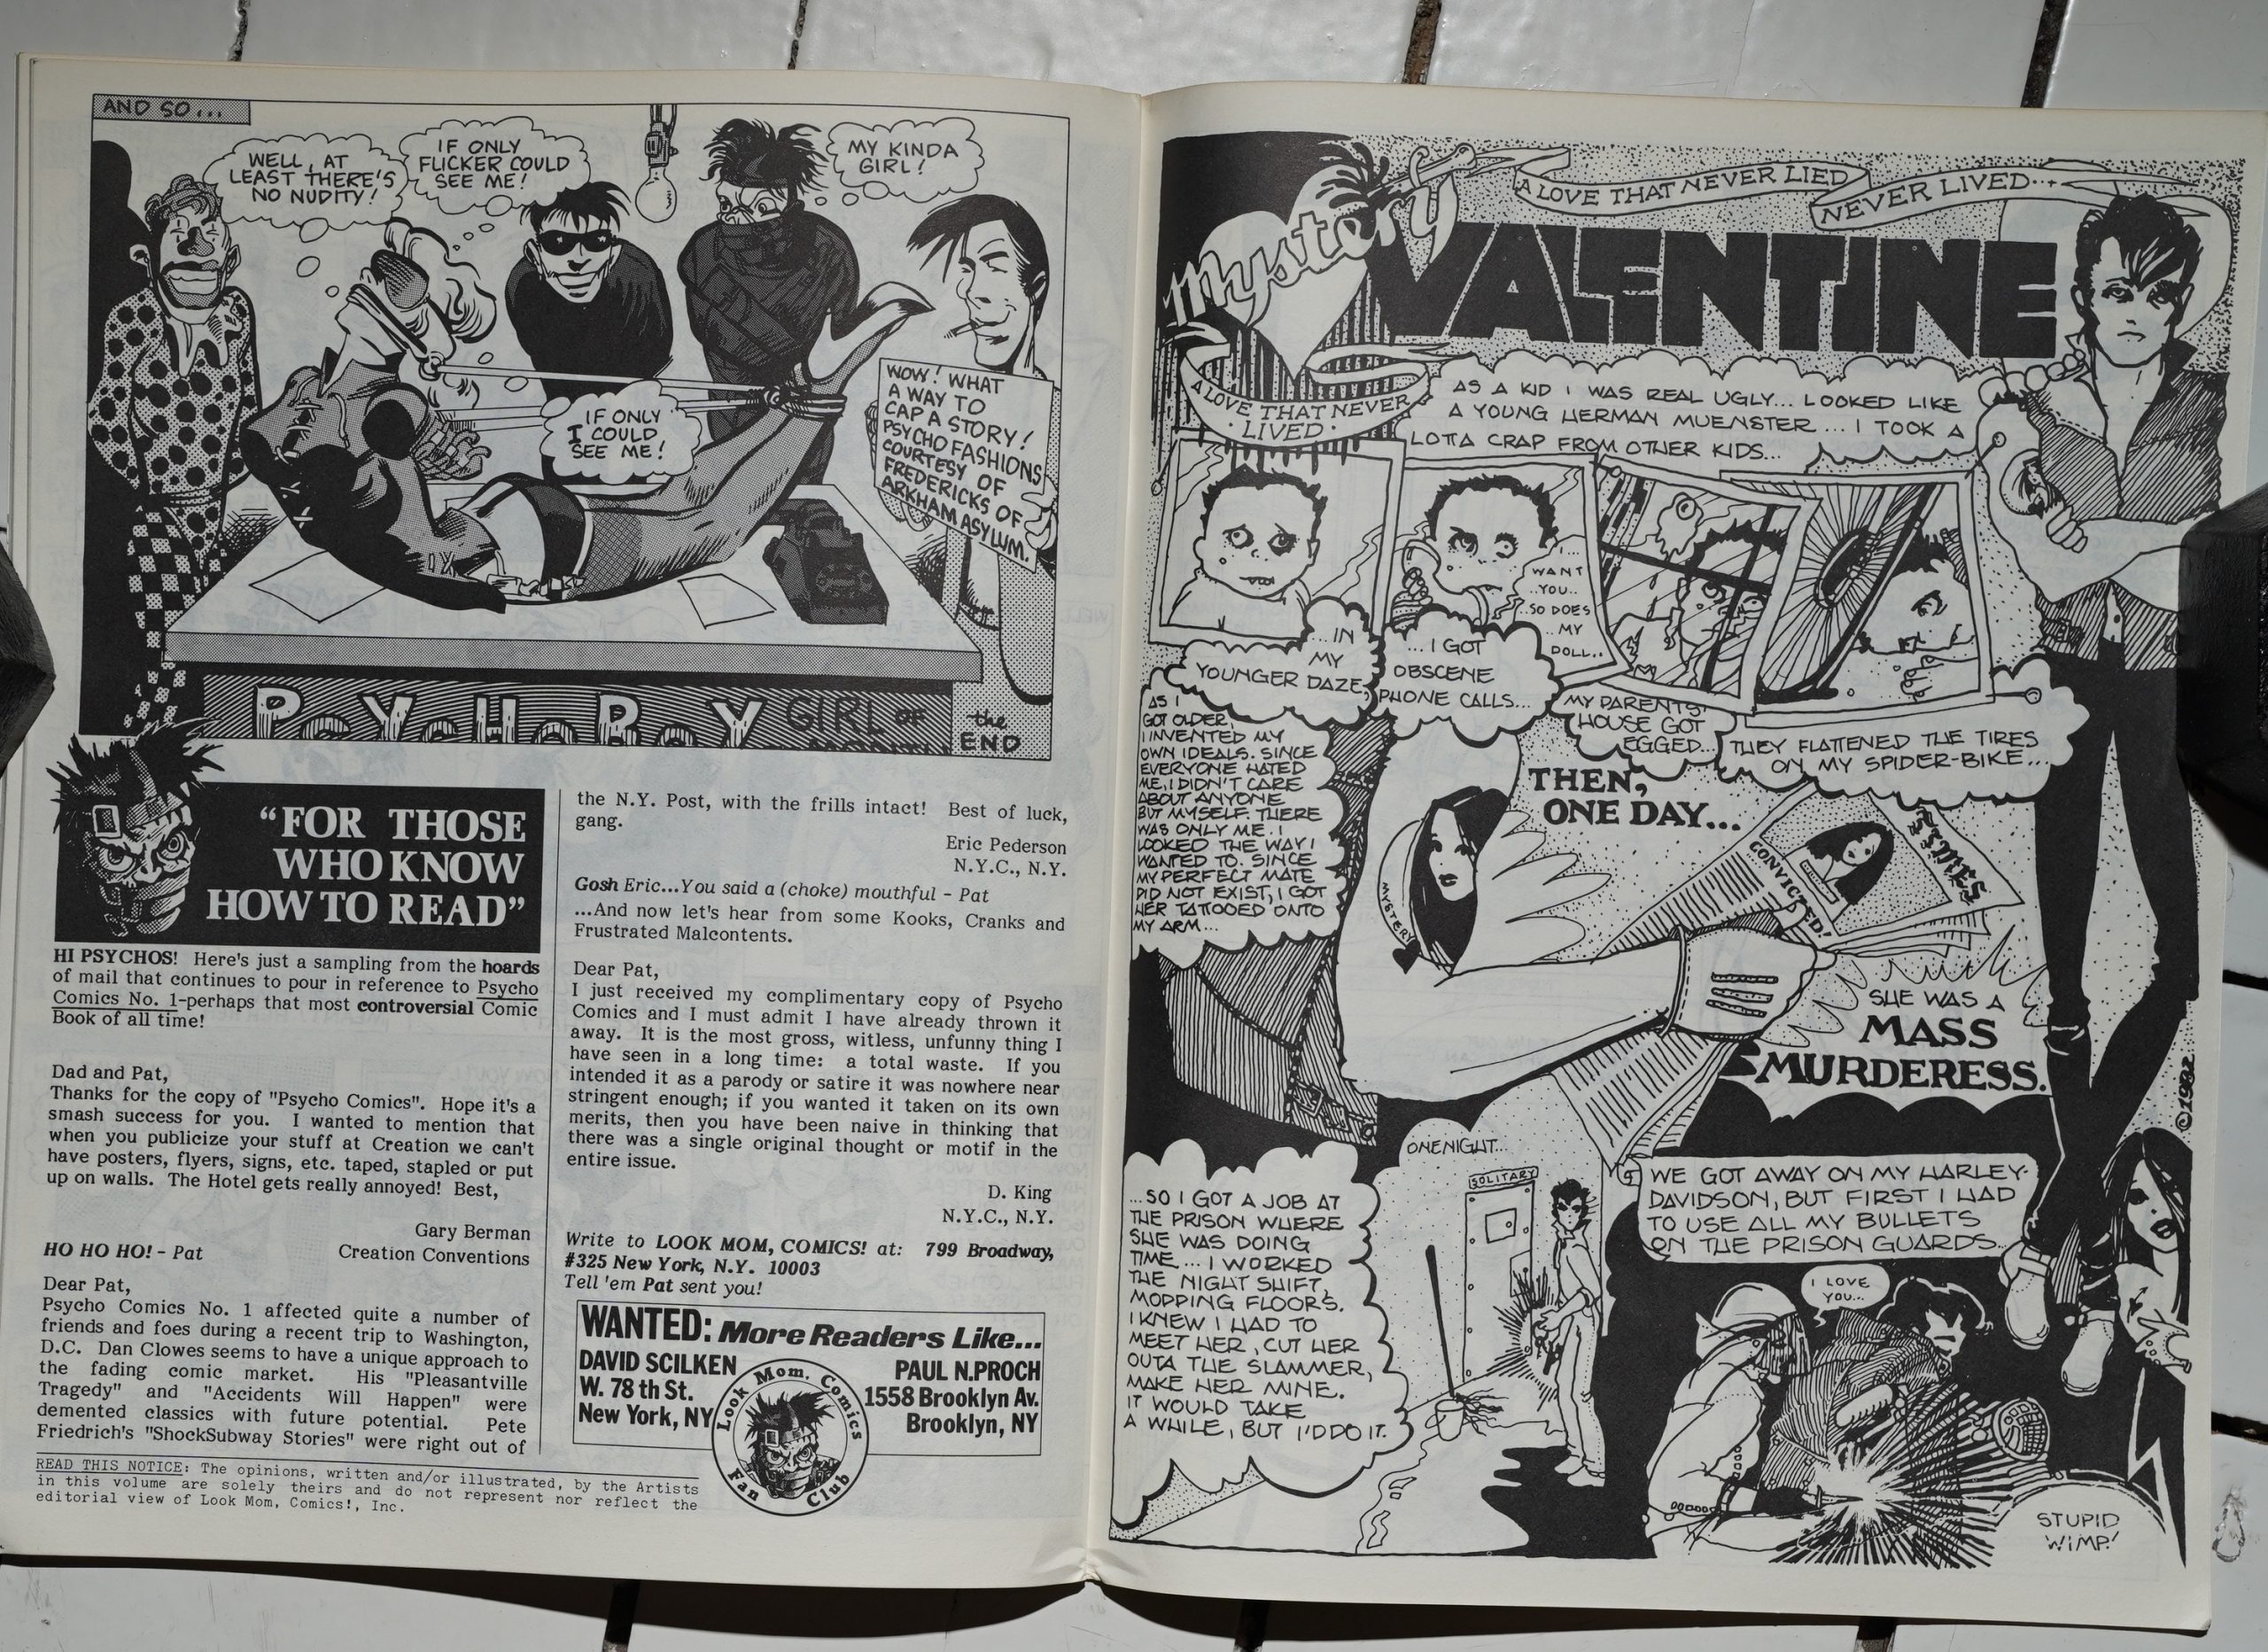 AND SO...
WELL, AT
LEAST THERE'S
NO NUDITY!
IF ONLY
FLICKER COULD
SEE ME!
MY KINDA
GIRL!
IF ONLY
I COULD
SEE ME!
WOW! WHAT
A WAY TO
CAP A STORY!
PSYCHO FASHIONS
COURTESY OF
FREDERICKS OF
ARKHAM ASYLUM.
PSYCHOBOY GIRL OF
the
END
"FOR THOSE
WHO KNOW
HOW TO READ"
HI PSYCHOS! Here's just a sampling from the hoards
of mail that continues to pour in reference to Psycho
Comics No. 1-perhaps that most controversial Comic
Book of all time!
Dad and Pat,
Thanks for the copy of "Psycho Comics". Hope it's a
smash success for you. I wanted to mention that
when you publicize your stuff at Creation we can't
have posters, flyers, signs, etc. taped, stapled or put
up on walls. The Hotel gets really annoyed! Best,
Gary Berman
HO HO HO! - Pat Creation Conventions
Dear Pat,
Psycho Comics No. 1 affected quite a number of
friends and foes during a recent trip to Washington,
D.C. Dan Clowes seems to have a unique approach to
the fading comic market. His "Pleasantville
Tragedy" and "Accidents Will Happen" were
demented classics with future potential. Pete
Friedrich's "ShockSubway Stories" were right out of
the N.Y. Post, with the frills intact! Best of luck,
gang.
Eric Pederson
N.Y.C., N.Y.
Gosh Eric...You said a (choke) mouthful - Pat
...And now let's hear from some Kooks, Cranks and
Frustrated Malcontents.
Dear Pat,
I just received my complimentary copy of Psycho
Comics and I must admit I have already thrown it
away. It is the most gross, witless, unfunny thing I
have seen in a long time: a total waste. If you
intended it as a parody or satire it was nowhere near
stringent enough; if you wanted it taken on its own
merits, then you have been naive in thinking that
there was a single original thought or motif in the
entire issue.
D. King
N.Y.C., N.Y.
Write to LOOK MOM, COMICS! at: 799 Broadway,
#325 New York, N.Y. 10003
Tell 'em Pat sent you!
WANTED: More Readers Like...
DAVID SCILKEN
W. 78 th St.
New York, NY
PAUL N.PROCH
1558 Brooklyn Av.
Brooklyn, NY
Look Mom, Comics
Fan Club
READ THIS NOTICE: The opinions, written and/or illustrated, by the Artists
in this volume are solely theirs and do not represent nor reflect the
editorial view of Look Mom, Comics!, Inc.
A LOVE THAT NEVER LIED
NEVER LIVED...
Mystery
VALENTINE
A LOVE THAT NEVER
LIVED
AS A KID I WAS REAL UGLY... LOOKED LIKE
A YOUNG HERMAN MUENSTER... I TOOK A
LOTTA CRAP FROM OTHER KIDS...
...IN
MY
YOUNGER DAZE,
...I GOT
OBSCENE
PHONE CALLS...
I...
WANT
..YOU..
..SO DOES
..MY
DOLL..
MY PARENTS'
HOUSE GOT
EGGED...
THEY FLATTENED THE TIRES
ON MY SPIDER-BIKE...
AS I
GOT OLDER,
I INVENTED MY
OWN IDEALS. SINCE
EVERYONE HATED
ME, I DIDN'T CARE
ABOUT ANYONE
BUT MYSELF. THERE
WAS ONLY ME. I
LOOKED THE WAY I
WANTED TO. SINCE
MY PERFECT MATE
DID NOT EXIST, I GOT
HER TATTOOED ONTO
MY ARM...
MYSTERY
THEN,
ONE DAY...
TIMES
CONVICTED!
SHE WAS A
MASS
MURDERESS.
©1982
...SO I GOT A JOB AT
THE PRISON WHERE
SHE WAS DOING
TIME... I WORKED
THE NIGHT SHIFT,
MOPPING FLOORS.
I KNEW I HAD TO
MEET HER, CUT HER
OUTA THE SLAMMER,
MAKE HER MINE.
IT WOULD TAKE
A WHILE, BUT I'D DO IT.
ONE NIGHT...
SOLITARY
WE GOT AWAY ON MY HARLEY-
DAVIDSON, BUT FIRST I HAD
TO USE ALL MY BULLETS
ON THE PRISON GUARDS...
I LOVE
YOU...
STUPID
WIMP!